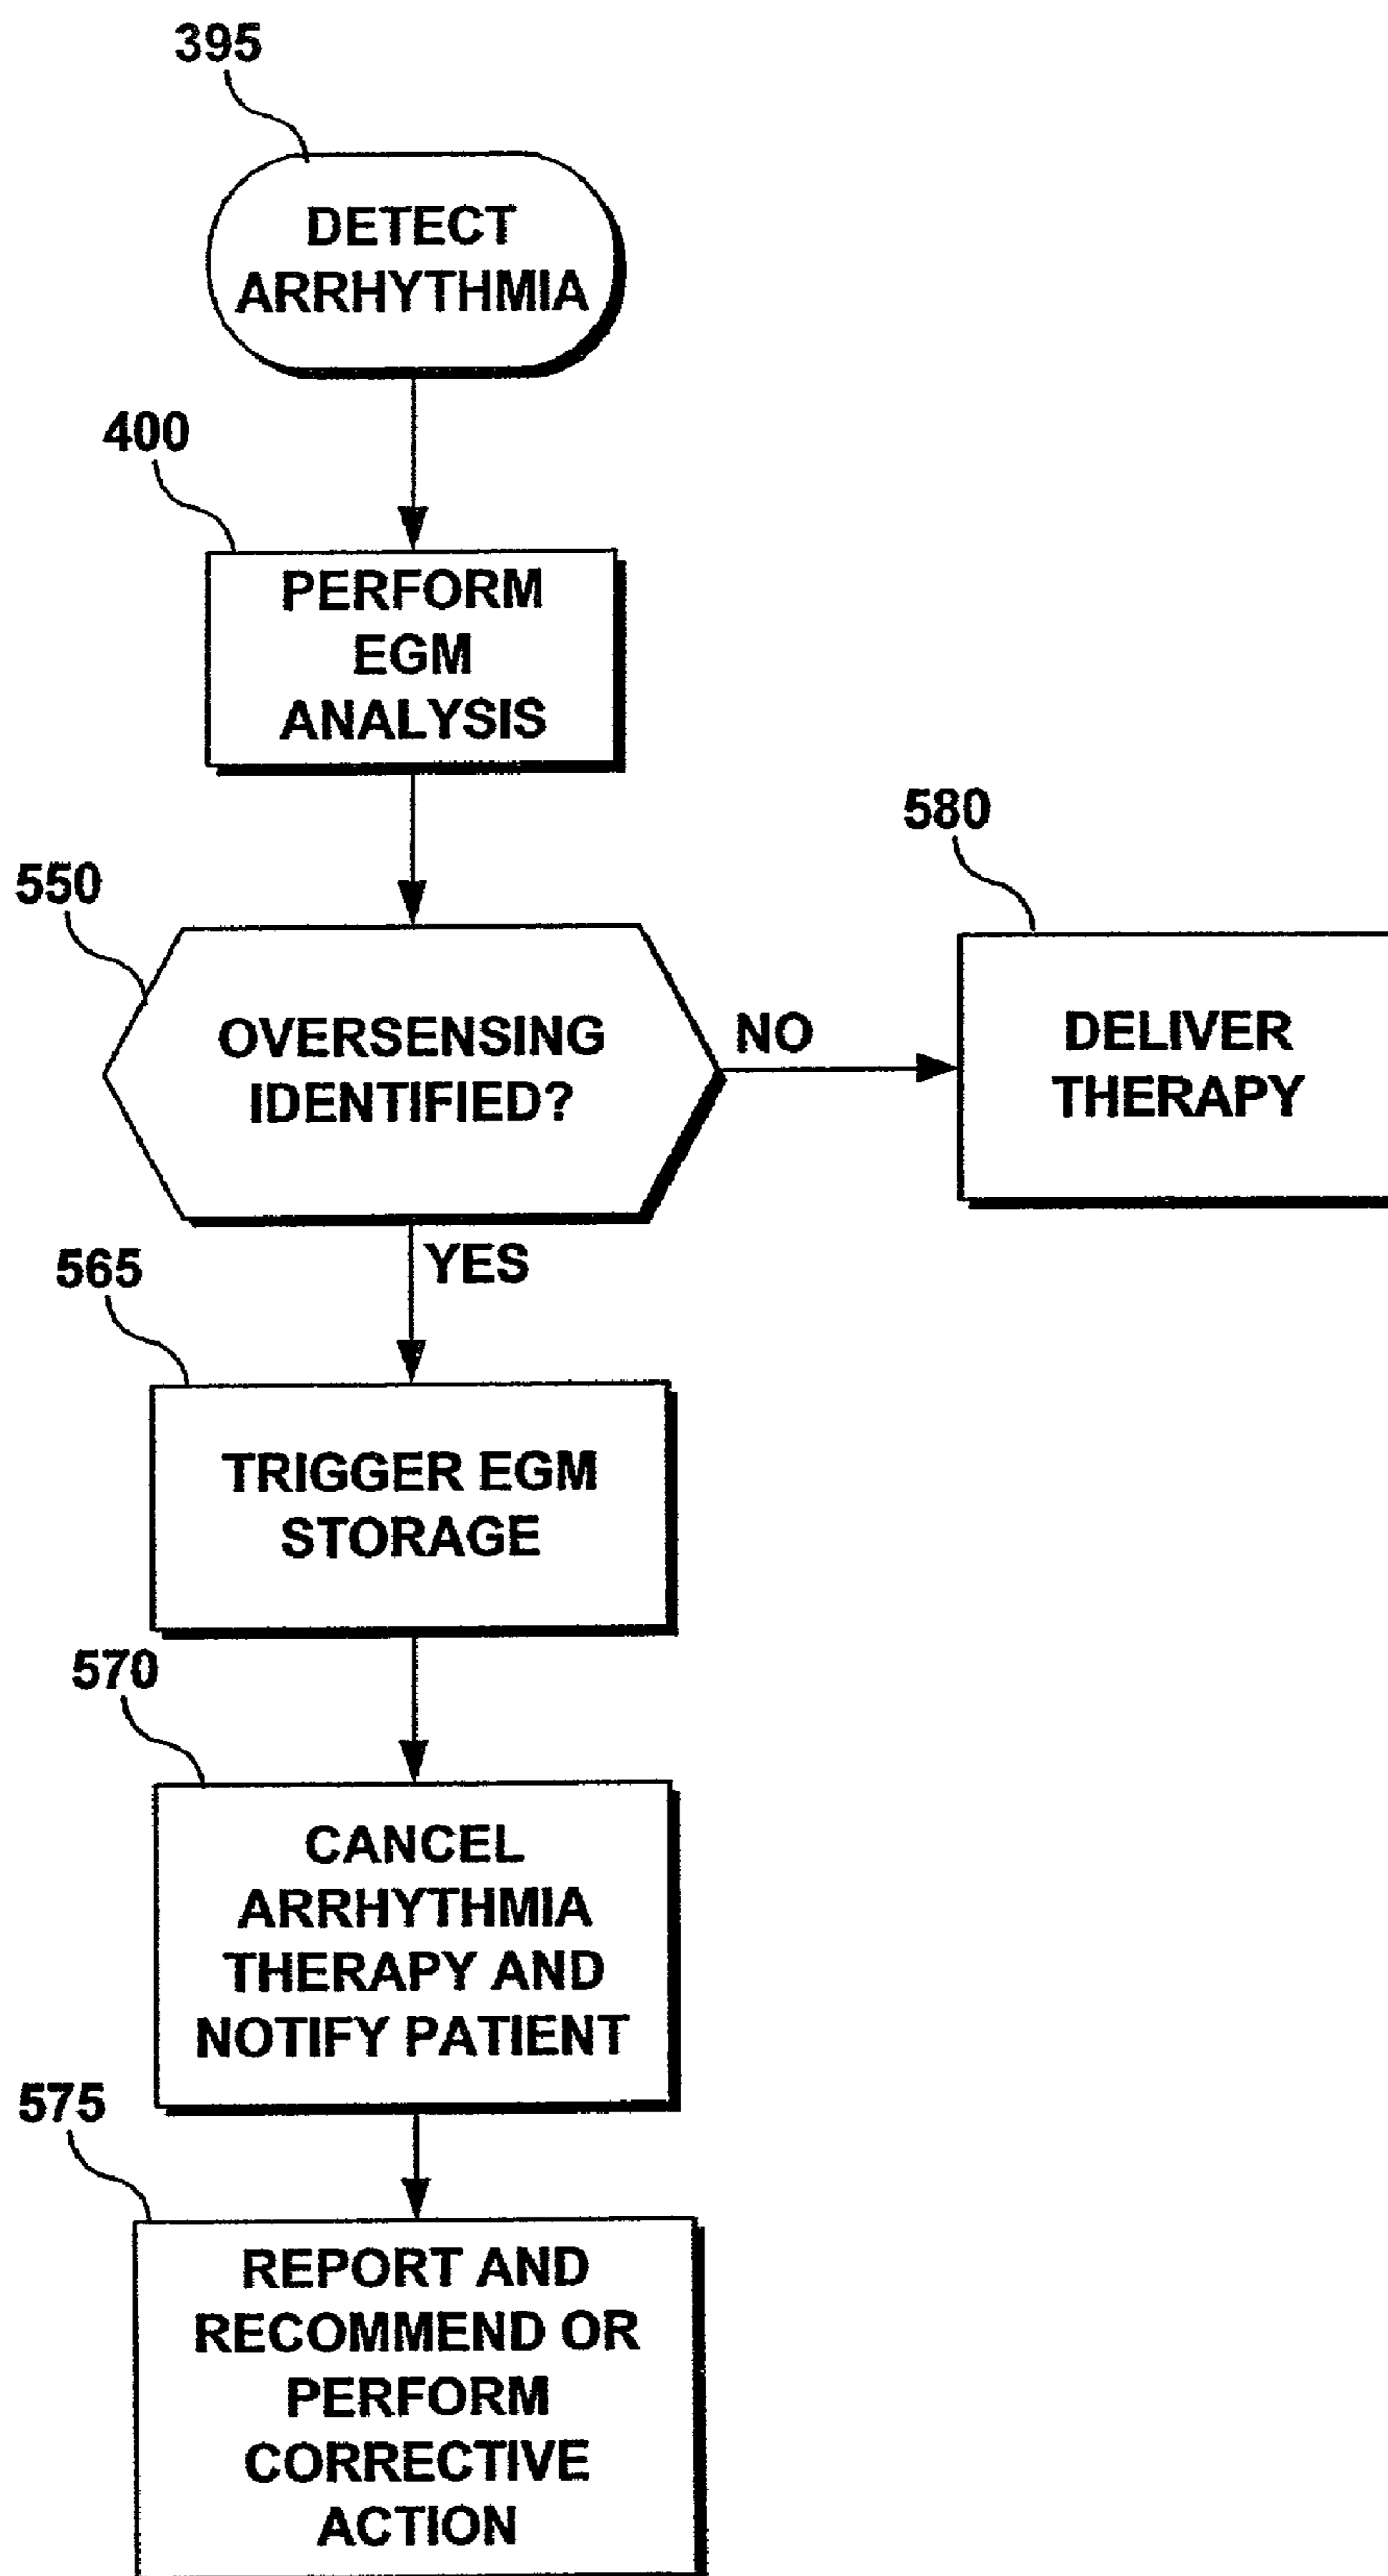 395
DETECT
ARRHYTHMIA
400
PERFORM
EGM
ANALYSIS
550
OVERSENSING
IDENTIFIED?
NO
580
DELIVER
THERAPY
YES
565
TRIGGER EGM
STORAGE
570
CANCEL
ARRHYTHMIA
THERAPY AND
NOTIFY PATIENT
575
REPORT AND
RECOMMEND OR
PERFORM
CORRECTIVE
ACTION